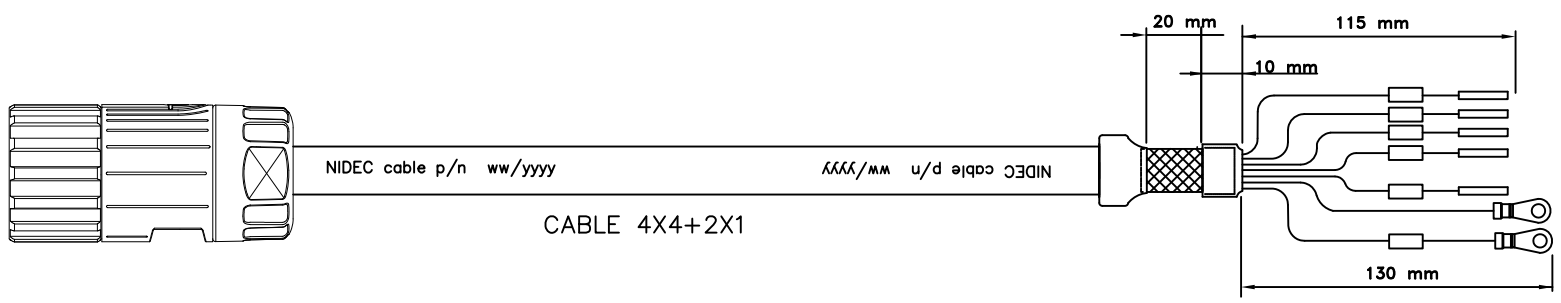 20 mm
115 mm
10 mm
NIDEC cable p/n ww/yyyy
NIDEC cable p/n ww/yyyy
CABLE 4X4+2X1
130 mm